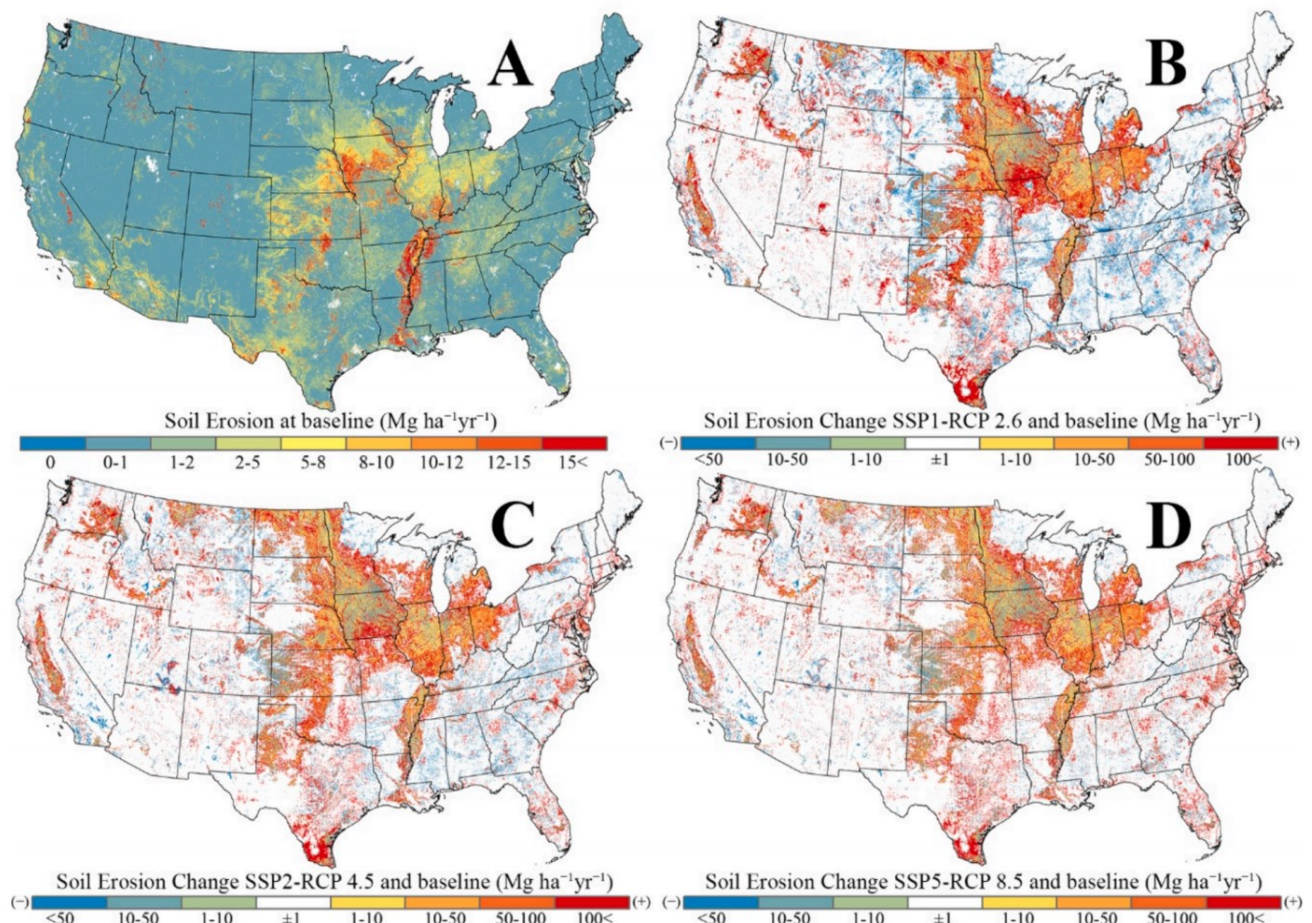 A
B
Soil Erosion at baseline (Mg ha⁻¹yr⁻¹)
0 0-1 1-2 2-5 5-8 8-10 10-12 12-15 15<
Soil Erosion Change SSP1-RCP 2.6 and baseline (Mg ha⁻¹yr⁻¹)
(−) (+)
<50 10-50 1-10 ±1 1-10 10-50 50-100 100<
C
D
Soil Erosion Change SSP2-RCP 4.5 and baseline (Mg ha⁻¹yr⁻¹)
(−) (+)
<50 10-50 1-10 ±1 1-10 10-50 50-100 100<
Soil Erosion Change SSP5-RCP 8.5 and baseline (Mg ha⁻¹yr⁻¹)
(−) (+)
<50 10-50 1-10 ±1 1-10 10-50 50-100 100<